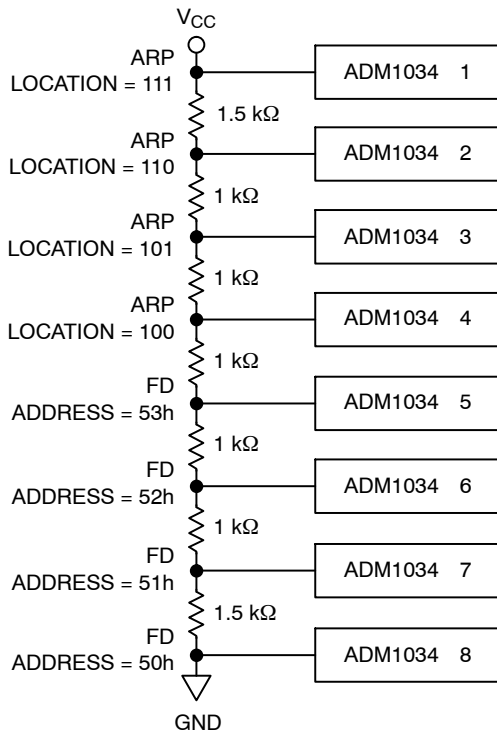 VCC
ARP
LOCATION = 111
ADM1034 1
1.5 kΩ
ARP
LOCATION = 110
ADM1034 2
1 kΩ
ARP
LOCATION = 101
ADM1034 3
1 kΩ
ARP
LOCATION = 100
ADM1034 4
1 kΩ
FD
ADDRESS = 53h
ADM1034 5
1 kΩ
FD
ADDRESS = 52h
ADM1034 6
1 kΩ
FD
ADDRESS = 51h
ADM1034 7
1.5 kΩ
FD
ADDRESS = 50h
ADM1034 8
GND